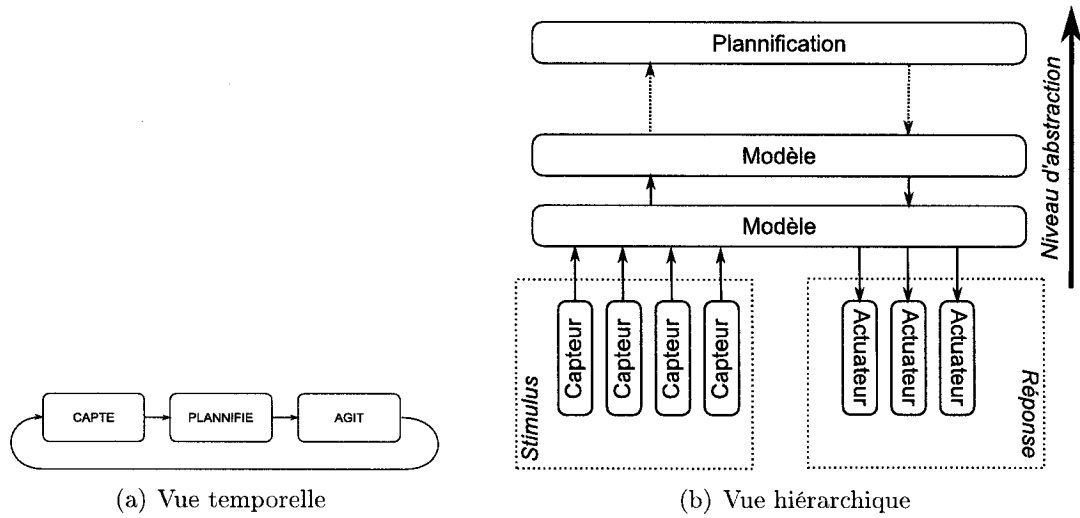 CAPTE
PLANNIFIE
AGIT
(a) Vue temporelle
Plannification
Modèle
Modèle
Niveau d'abstraction
Stimulus
Capteur
Capteur
Capteur
Capteur
Actuateur
Actuateur
Actuateur
Réponse
(b) Vue hiérarchique